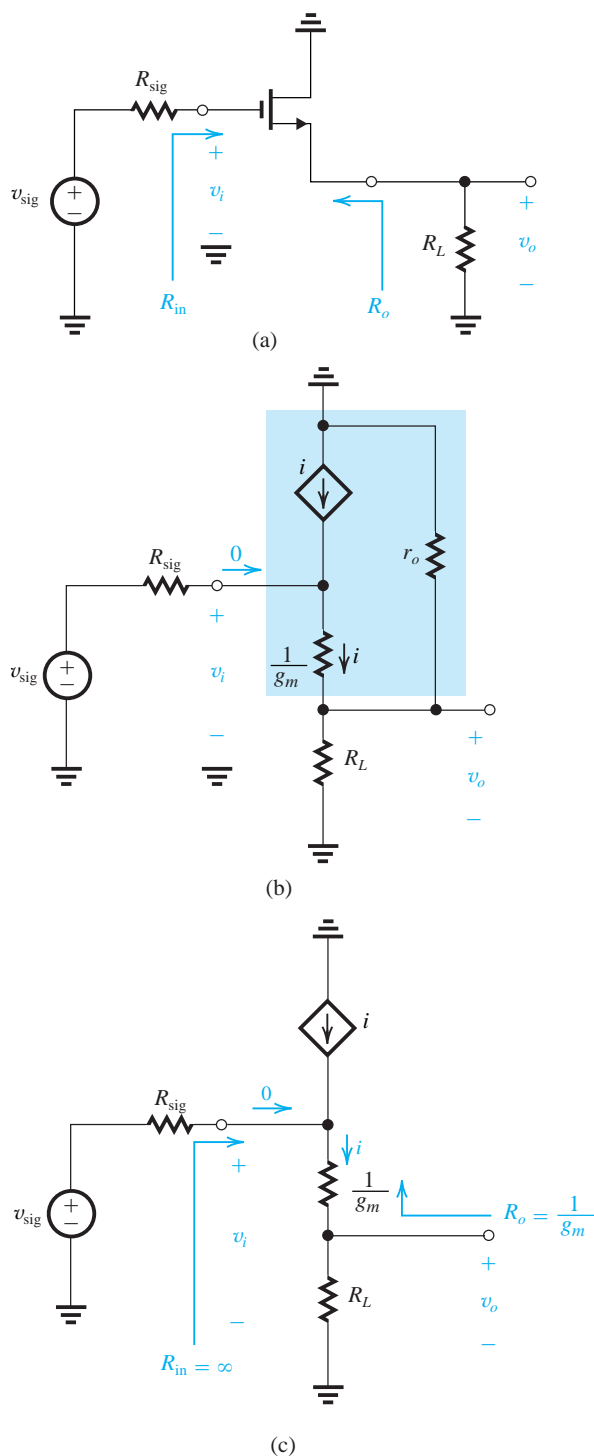 R_sig
v_sig
+
−
+
v_i
−
R_in
R_o
R_L
+
v_o
−
(a)
i
R_sig
0
r_o
v_sig
+
−
+
v_i
−
1/g_m
i
R_L
+
v_o
−
(b)
i
R_sig
0
i
v_sig
+
−
+
v_i
−
1/g_m
R_o = 1/g_m
R_L
+
v_o
−
R_in = ∞
(c)